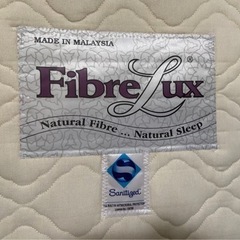 MADE IN MALAYSIA
FibreLux®
Natural Fibre... Natural Sleep
Sanitized